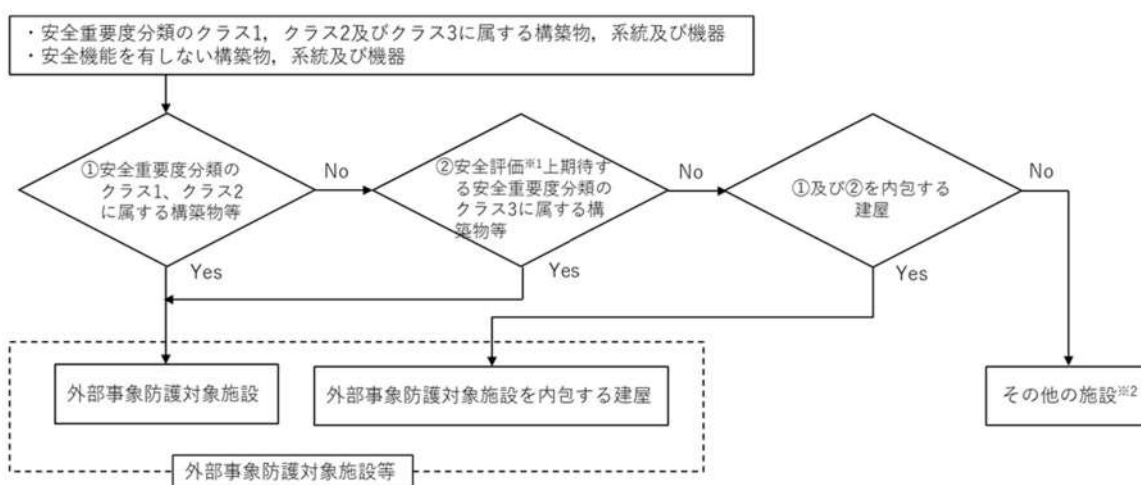 ・安全重要度分類のクラス1，クラス2及びクラス3に属する構築物，系統及び機器
・安全機能を有しない構築物，系統及び機器
①安全重要度分類の
クラス1、クラス2
に属する構築物等
No
②安全評価※1上期待す
る安全重要度分類の
クラス3に属する構
築物等
No
①及び②を内包する
建屋
No
Yes
Yes
Yes
外部事象防護対象施設
外部事象防護対象施設を内包する建屋
その他の施設※2
外部事象防護対象施設等